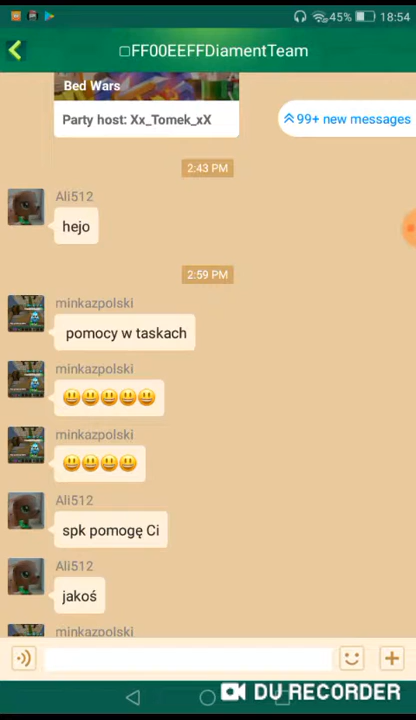 45% 18:54
□FF00EEFFDiamentTeam
Bed Wars
Party host: Xx_Tomek_xX
99+ new messages
2:43 PM
Ali512
hejo
2:59 PM
minkazpolski
pomocy w taskach
minkazpolski
😃😃😃😃😃
minkazpolski
😃😃😃😃
Ali512
spk pomogę Ci
Ali512
jakoś
minkazpolski
DU RECORDER